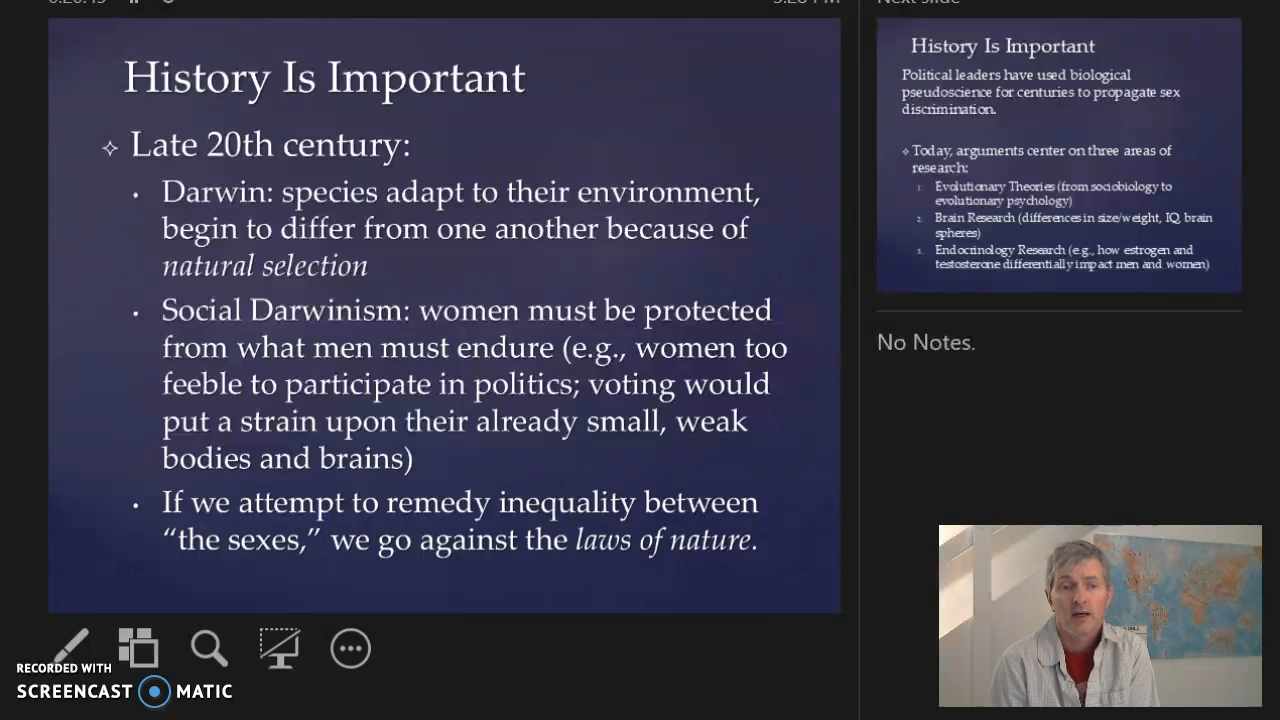 History Is Important
✧ Late 20th century:
• Darwin: species adapt to their environment,
begin to differ from one another because of
natural selection
• Social Darwinism: women must be protected
from what men must endure (e.g., women too
feeble to participate in politics; voting would
put a strain upon their already small, weak
bodies and brains)
• If we attempt to remedy inequality between
“the sexes,” we go against the laws of nature.
Next slide
History Is Important
Political leaders have used biological
pseudoscience for centuries to propagate sex
discrimination.
✧ Today, arguments center on three areas of
research:
1. Evolutionary Theories (from sociobiology to
evolutionary psychology)
2. Brain Research (differences in size/weight, IQ, brain
spheres)
3. Endocrinology Research (e.g., how estrogen and
testosterone differentially impact men and women)
No Notes.
RECORDED WITH
SCREENCAST MATIC